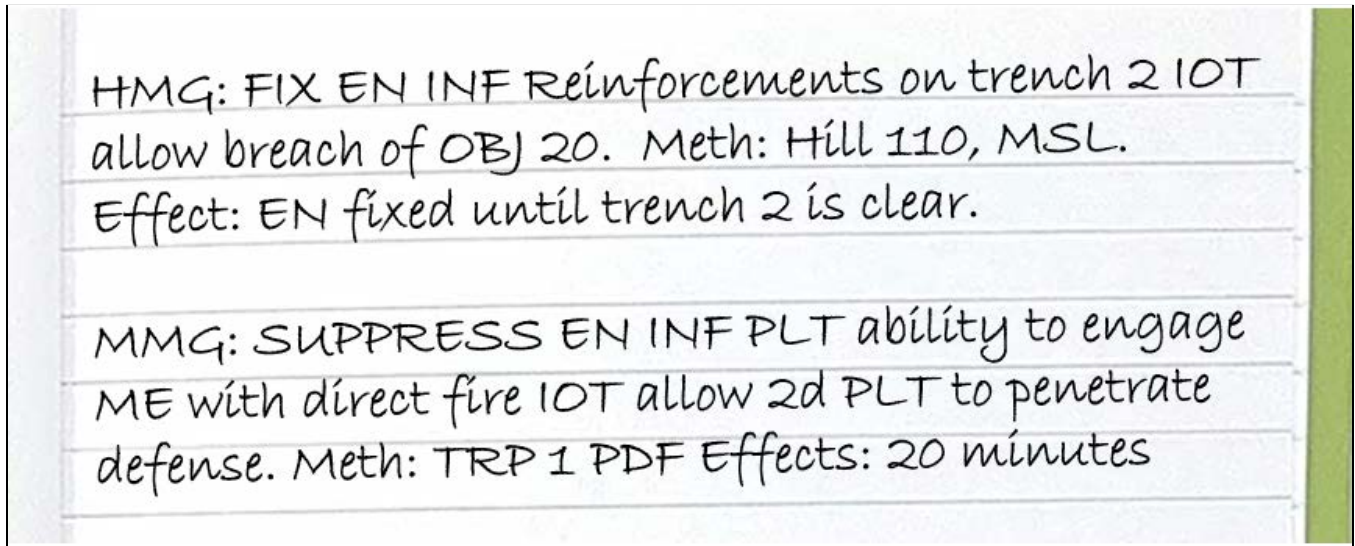 HMG: FIX EN INF Reinforcements on trench 2 IOT
allow breach of OBJ 20. Meth: Hill 110, MSL.
Effect: EN fixed until trench 2 is clear.
MMG: SUPPRESS EN INF PLT ability to engage
ME with direct fire IOT allow 2d PLT to penetrate
defense. Meth: TRP 1 PDF Effects: 20 minutes